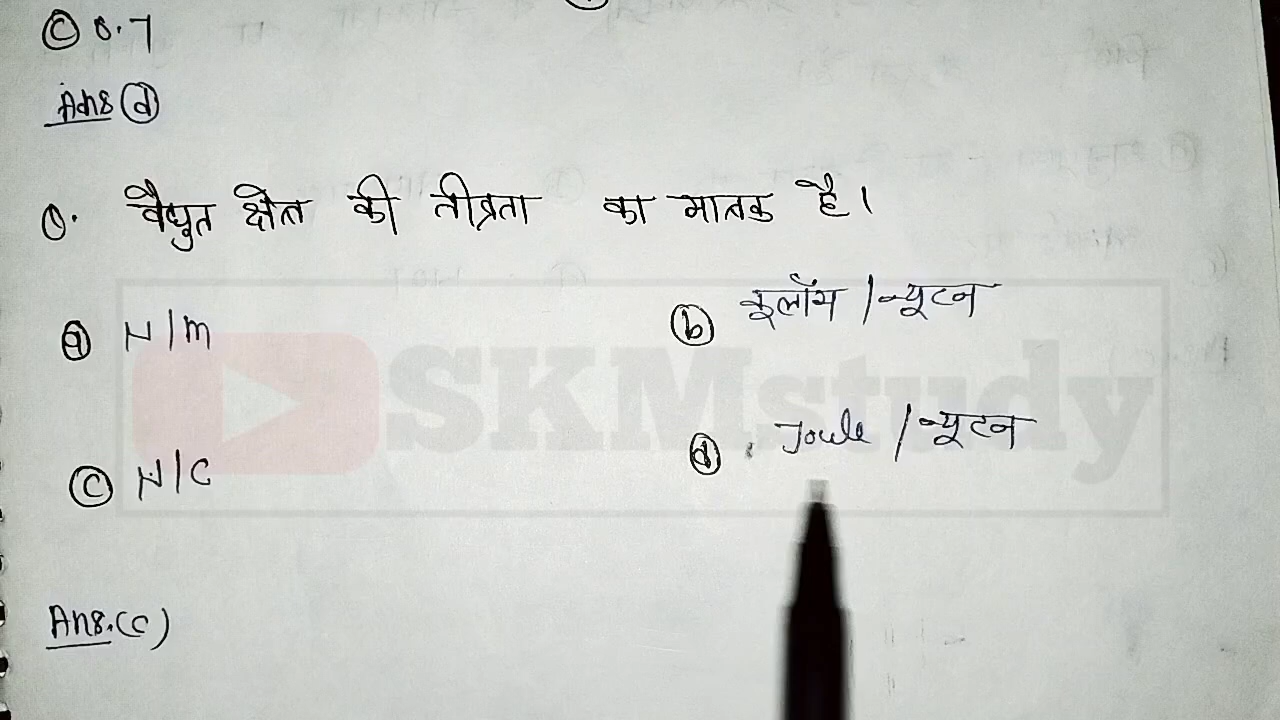 (c) 0.7
Ans (d)
Q. वैधुत क्षेत्र की तीव्रता का मात्रक है।
(a) N/m (b) कूलॉम/न्यूटन
(c) N/C (d) Joule/न्यूटन
Ans. (c)
SKMstudy